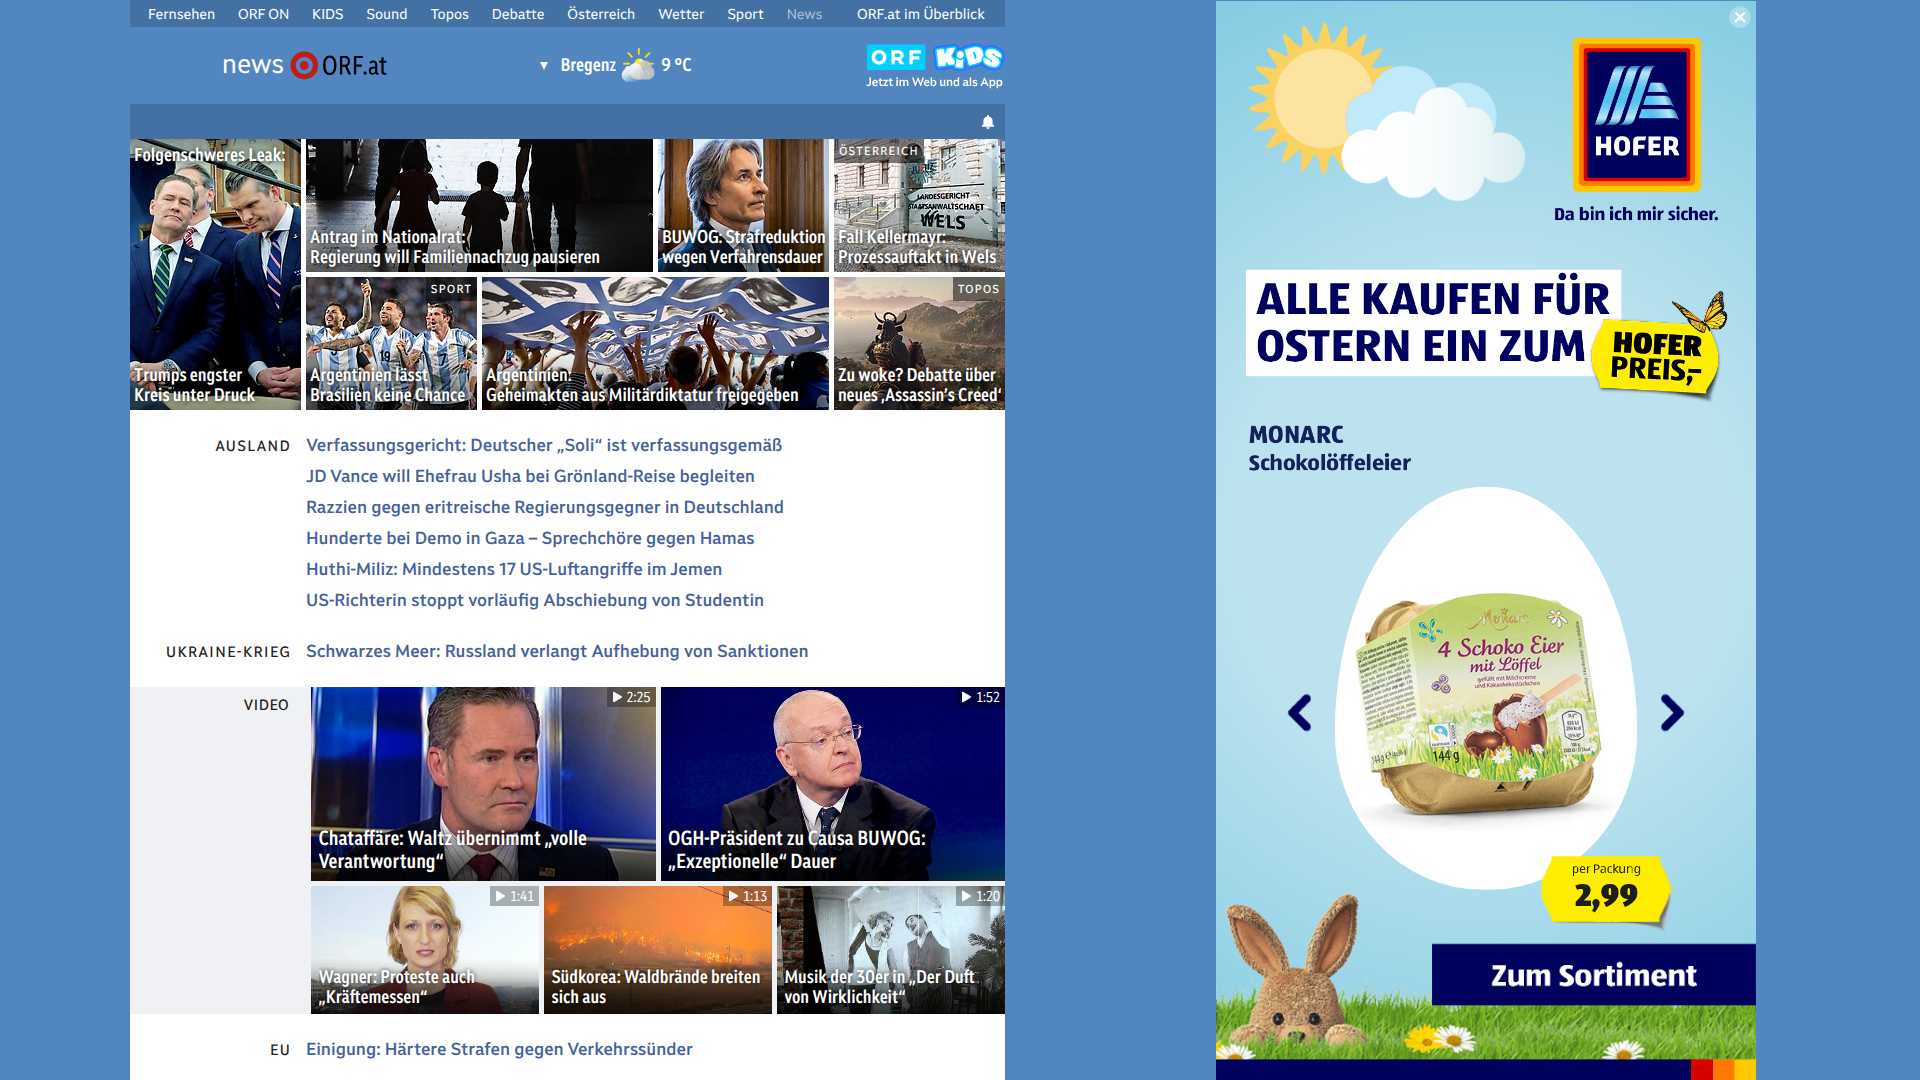 Fernsehen ORF ON KIDS Sound Topos Debatte Österreich Wetter Sport News ORF.at im Überblick
news ORF.at
▼ Bregenz 9 °C
ORF KiDS
Jetzt im Web und als App
Folgenschweres Leak:
Trumps engster
Kreis unter Druck
Antrag im Nationalrat:
Regierung will Familiennachzug pausieren
BUWOG: Strafreduktion
wegen Verfahrensdauer
ÖSTERREICH
LANDESGERICHT
STAATSANWALTSCHAFT
WELS
Fall Kellermayr:
Prozessauftakt in Wels
SPORT
Argentinien lässt
Brasilien keine Chance
Argentinien:
Geheimakten aus Militärdiktatur freigegeben
TOPOS
Zu woke? Debatte über
neues ‚Assassin’s Creed‘
AUSLAND
Verfassungsgericht: Deutscher „Soli“ ist verfassungsgemäß
JD Vance will Ehefrau Usha bei Grönland-Reise begleiten
Razzien gegen eritreische Regierungsgegner in Deutschland
Hunderte bei Demo in Gaza – Sprechchöre gegen Hamas
Huthi-Miliz: Mindestens 17 US-Luftangriffe im Jemen
US-Richterin stoppt vorläufig Abschiebung von Studentin
UKRAINE-KRIEG
Schwarzes Meer: Russland verlangt Aufhebung von Sanktionen
VIDEO
2:25
Chataffäre: Waltz übernimmt „volle
Verantwortung“
1:52
OGH-Präsident zu Causa BUWOG:
„Exzeptionelle“ Dauer
1:41
Wagner: Proteste auch
„Kräftemessen“
1:13
Südkorea: Waldbrände breiten
sich aus
1:20
Musik der 30er in „Der Duft
von Wirklichkeit“
EU
Einigung: Härtere Strafen gegen Verkehrssünder
HOFER
Da bin ich mir sicher.
ALLE KAUFEN FÜR
OSTERN EIN ZUM
HOFER
PREIS,–
MONARC
Schokolöffeleier
Monarc
4 Schoko Eier
mit Löffel
gefüllt mit Milchcreme
und Kakaokeksstückchen
144 g
per Packung
2,99
Zum Sortiment